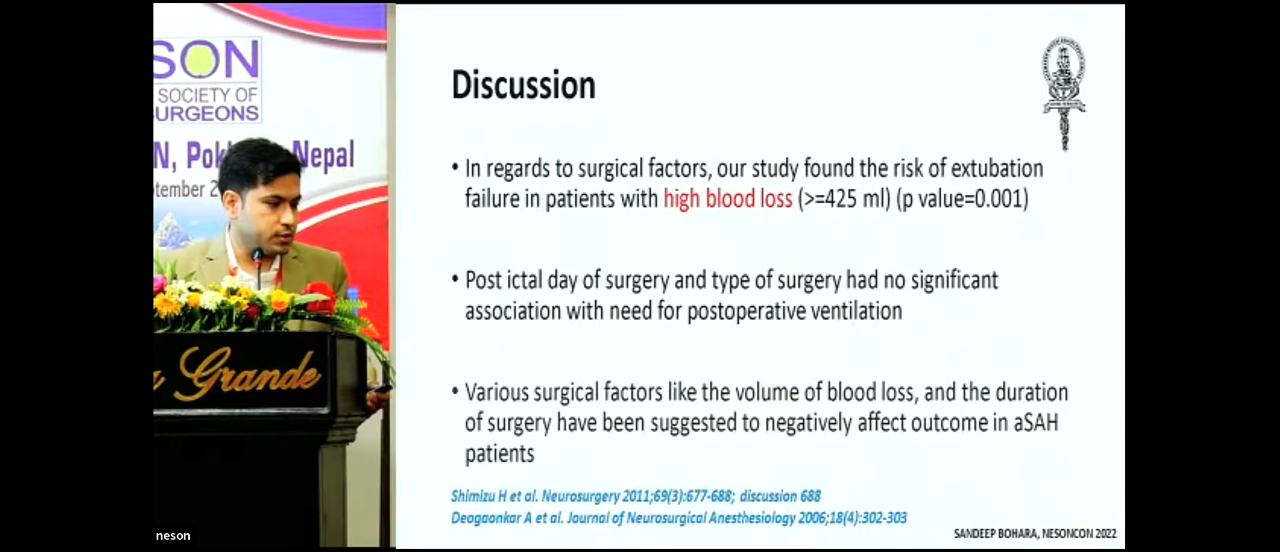 SON
SOCIETY OF
URGEONS
Nepal
Grande
Discussion
• In regards to surgical factors, our study found the risk of extubation
failure in patients with high blood loss (>=425 ml) (p value=0.001)
• Post ictal day of surgery and type of surgery had no significant
association with need for postoperative ventilation
• Various surgical factors like the volume of blood loss, and the duration
of surgery have been suggested to negatively affect outcome in aSAH
patients
Shimizu H et al. Neurosurgery 2011;69(3):677-688; discussion 688
Deogaonkar A et al. Journal of Neurosurgical Anesthesiology 2006;18(4):302-303
SANDEEP BOHARA, NESONCON 2022
neson